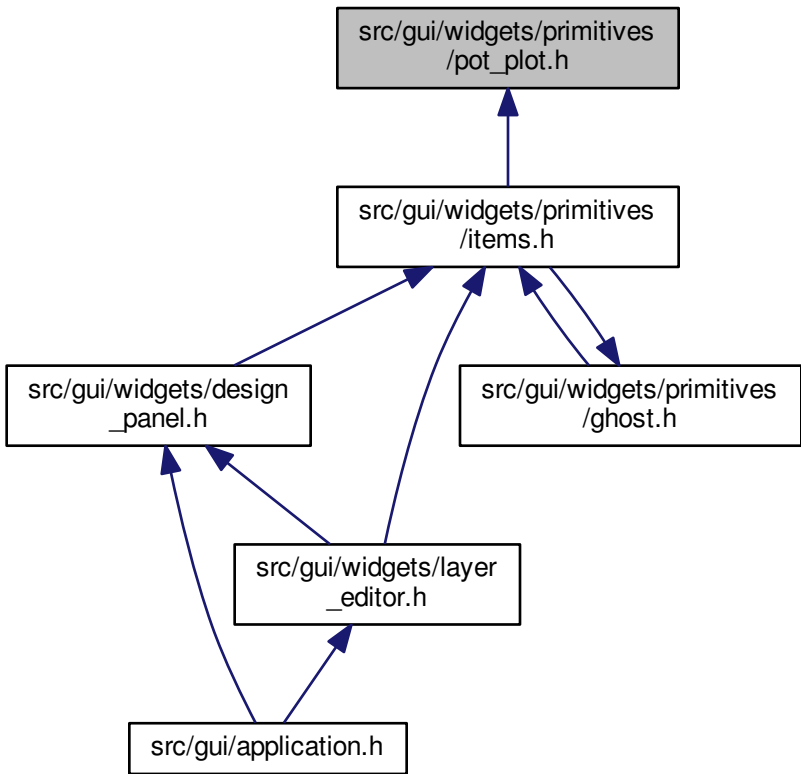 src/gui/widgets/primitives
/pot_plot.h
src/gui/widgets/primitives
/items.h
src/gui/widgets/design
_panel.h
src/gui/widgets/primitives
/ghost.h
src/gui/widgets/layer
_editor.h
src/gui/application.h